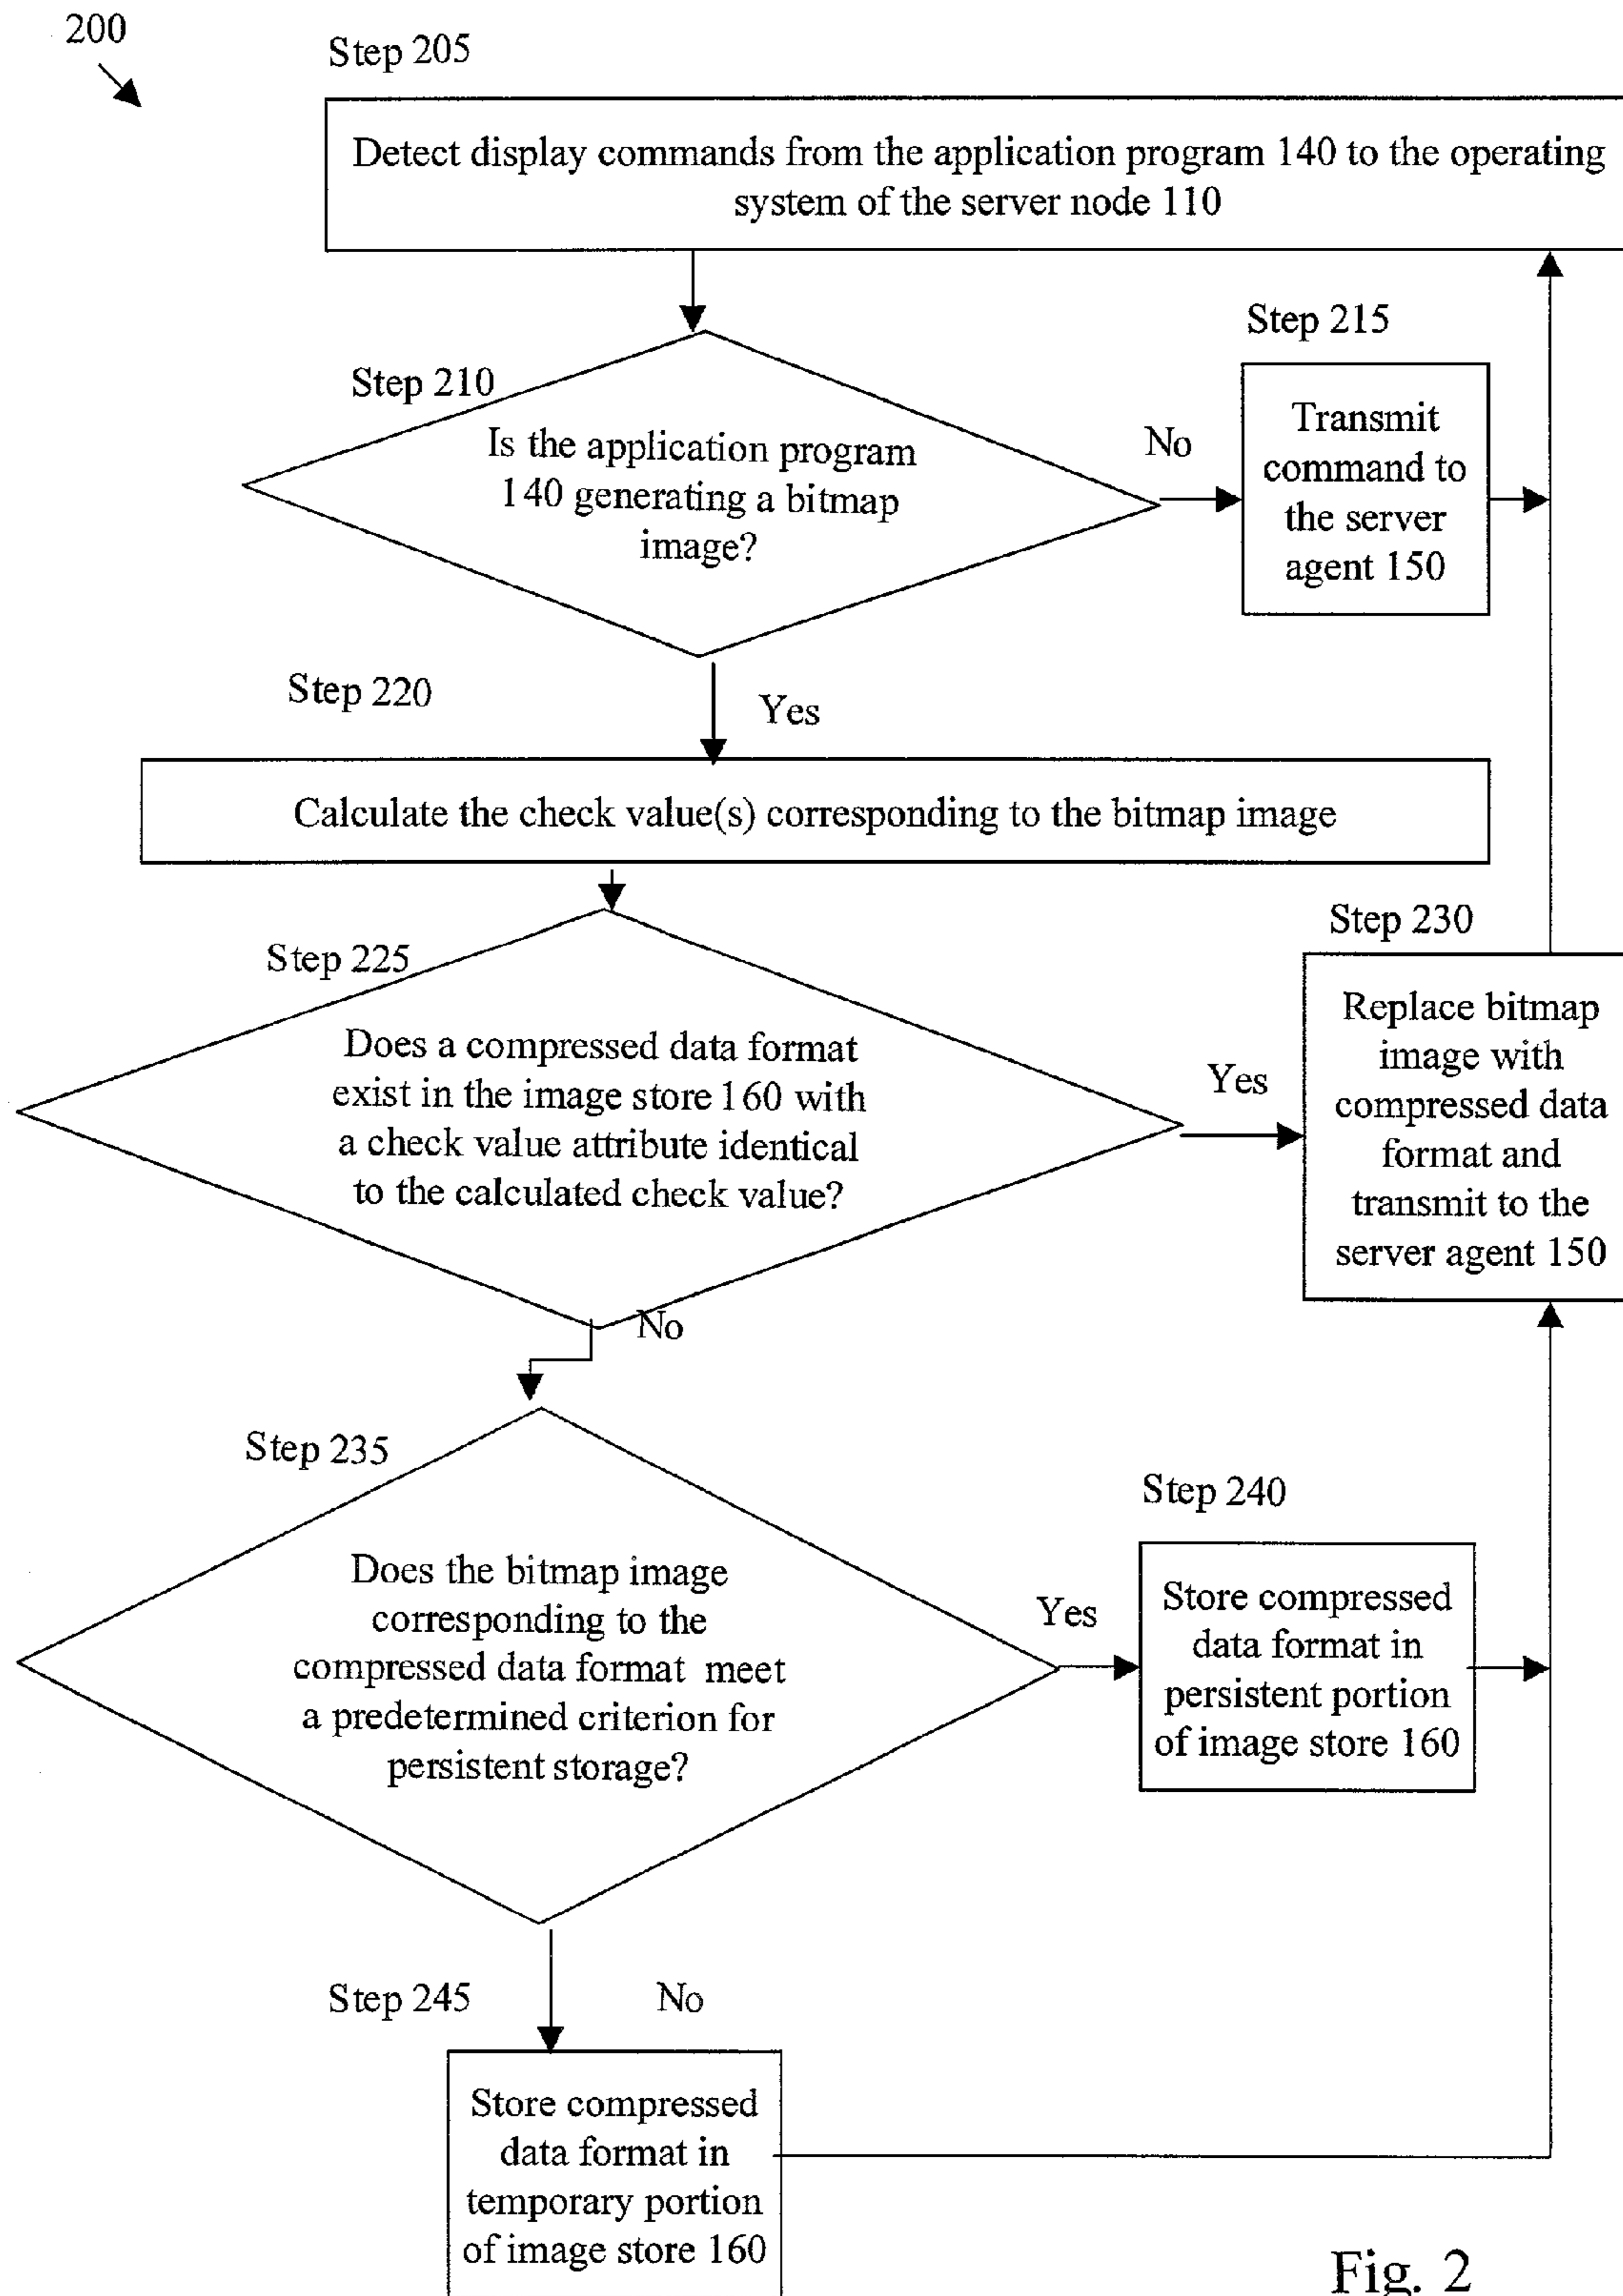 200
Step 205
Detect display commands from the application program 140 to the operating
system of the server node 110
Step 210
Is the application program
140 generating a bitmap
image?
No
Step 215
Transmit
command to
the server
agent 150
Yes
Step 220
Calculate the check value(s) corresponding to the bitmap image
Step 225
Does a compressed data format
exist in the image store 160 with
a check value attribute identical
to the calculated check value?
Yes
Step 230
Replace bitmap
image with
compressed data
format and
transmit to the
server agent 150
No
Step 235
Does the bitmap image
corresponding to the
compressed data format meet
a predetermined criterion for
persistent storage?
Yes
Step 240
Store compressed
data format in
persistent portion
of image store 160
Step 245
No
Store compressed
data format in
temporary portion
of image store 160
Fig. 2